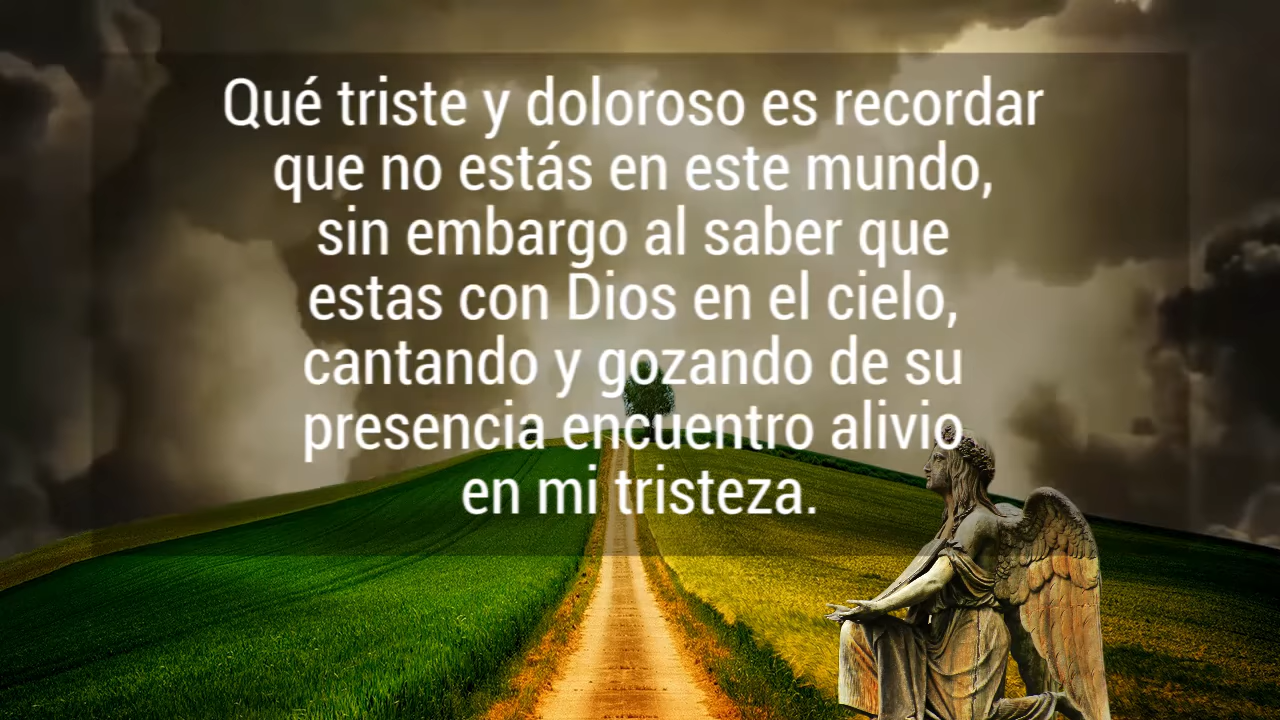 Qué triste y doloroso es recordar
que no estás en este mundo,
sin embargo al saber que
estas con Dios en el cielo,
cantando y gozando de su
presencia encuentro alivio
en mi tristeza.